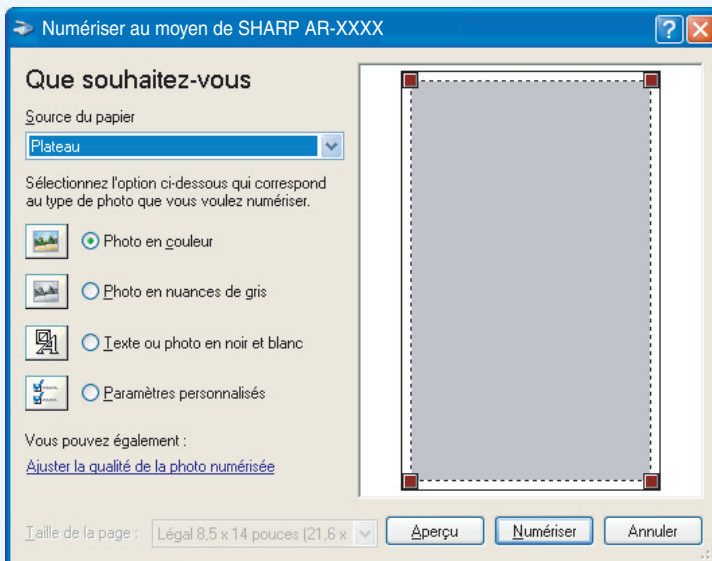 Numériser au moyen de SHARP AR-XXXX
Que souhaitez-vous
Source du papier
Plateau
Sélectionnez l'option ci-dessous qui correspond
au type de photo que vous voulez numériser.
Photo en couleur
Photo en nuances de gris
Texte ou photo en noir et blanc
Paramètres personnalisés
Vous pouvez également :
Ajuster la qualité de la photo numérisée
Taille de la page : Légal 8,5 x 14 pouces (21,6 x
Aperçu Numériser Annuler